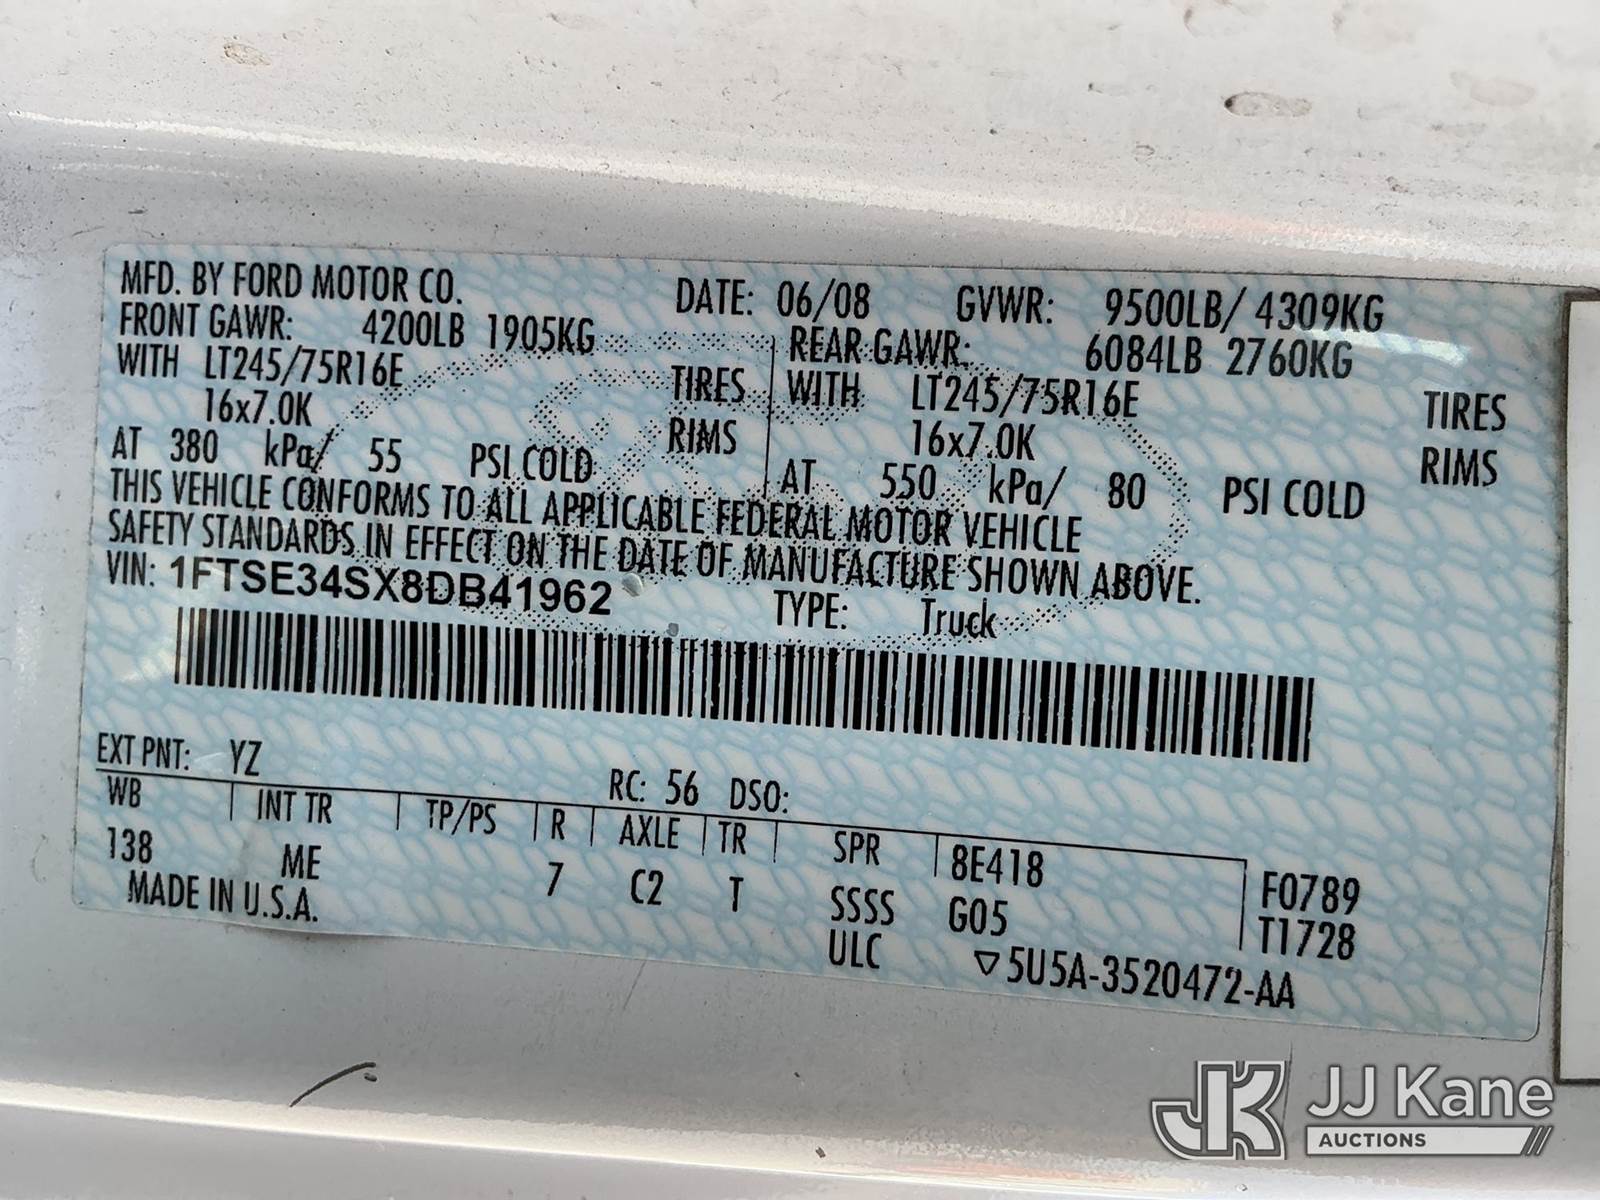 MFD. BY FORD MOTOR CO. DATE: 06/08 GVWR: 9500LB/ 4309KG
FRONT GAWR: 4200LB 1905KG REAR GAWR: 6084LB 2760KG
WITH LT245/75R16E TIRES WITH LT245/75R16E TIRES
16x7.0K RIMS 16x7.0K RIMS
AT 380 kPa/ 55 PSI COLD AT 550 kPa/ 80 PSI COLD
THIS VEHICLE CONFORMS TO ALL APPLICABLE FEDERAL MOTOR VEHICLE
SAFETY STANDARDS IN EFFECT ON THE DATE OF MANUFACTURE SHOWN ABOVE.
VIN: 1FTSE34SX8DB41962 TYPE: Truck
EXT PNT: YZ RC: 56 DSO:
WB INT TR TP/PS R AXLE TR SPR 8E418 F0789
138 ME 7 C2 T SSSS G05 T1728
MADE IN U.S.A. ULC ▽5U5A-3520472-AA
JK JJ Kane
AUCTIONS